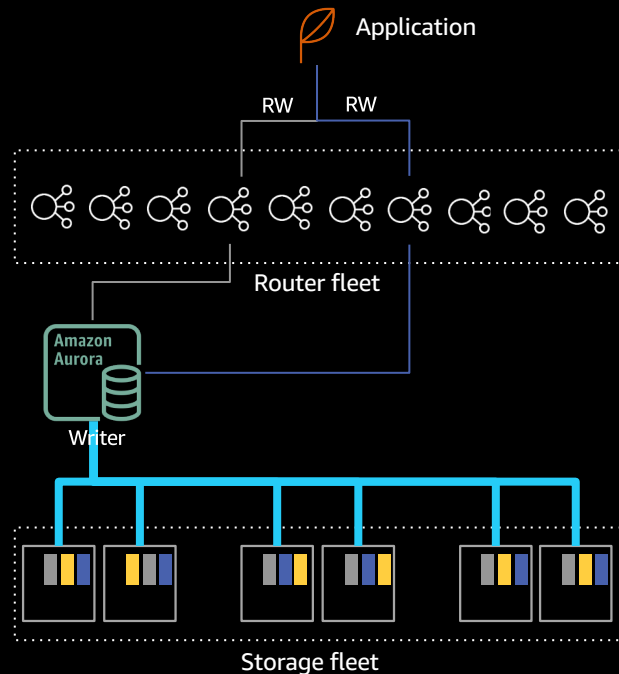 Application
RW
RW
Router fleet
Amazon
Aurora
Writer
Storage fleet